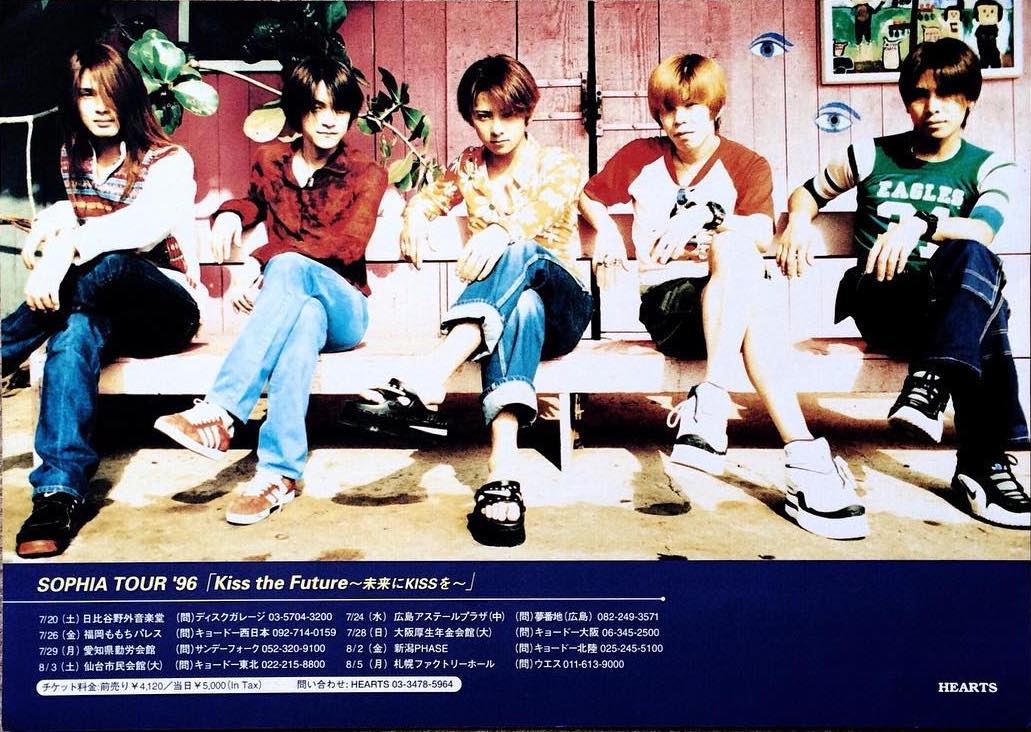 EAGLES
SOPHIA TOUR '96 「Kiss the Future～未来にKISSを～」
7/20（土）日比谷野外音楽堂 （問）ディスクガレージ 03-5704-3200 7/24（水）広島アステールプラザ（中）（問）夢番地（広島）082-249-3571
7/26（金）福岡ももちパレス （問）キョードー西日本 092-714-0159 7/28（日）大阪厚生年金会館（大）（問）キョードー大阪 06-345-2500
7/29（月）愛知県勤労会館 （問）サンデーフォーク 052-320-9100 8/2（金）新潟PHASE （問）キョードー北陸 025-245-5100
8/3（土）仙台市民会館（大）（問）キョードー東北 022-215-8800 8/5（月）札幌ファクトリーホール （問）ウエス 011-613-9000
チケット料金:前売り￥4,120／当日￥5,000（In Tax） 問い合わせ: HEARTS 03-3478-5964
HEARTS